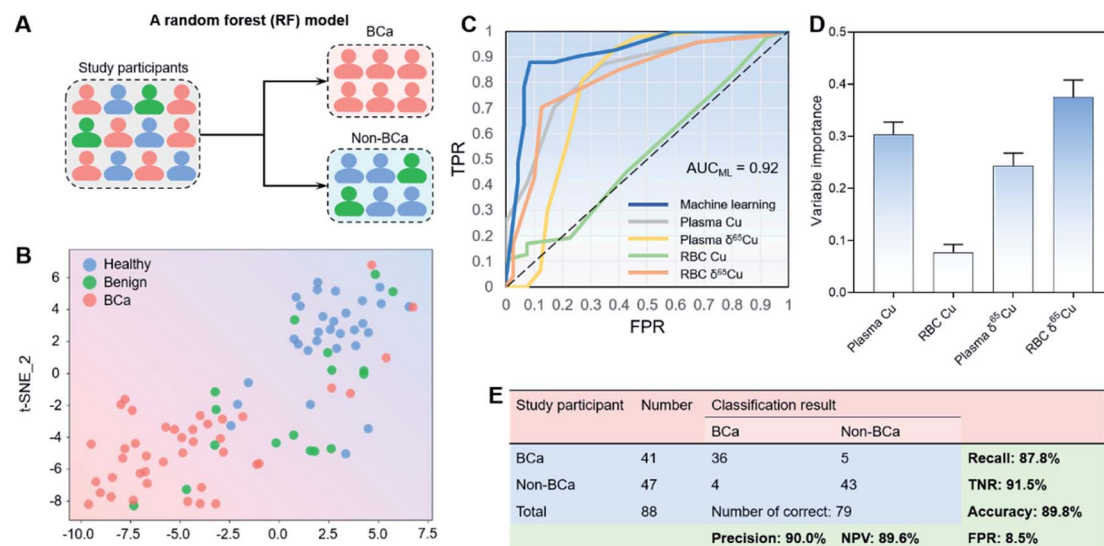 A
A random forest (RF) model
Study participants
BCa
Non-BCa
B
Healthy
Benign
BCa
t-SNE_2
6
4
2
0
-2
-4
-6
-8
-10.0 -7.5 -5.0 -2.5 0.0 2.5 5.0 7.5
C
TPR
1
0.9
0.8
0.7
0.6
0.5
0.4
0.3
0.2
0.1
0
0 0.1 0.2 0.3 0.4 0.5 0.6 0.7 0.8 0.9 1
FPR
AUC_ML = 0.92
Machine learning
Plasma Cu
Plasma δ⁶⁵Cu
RBC Cu
RBC δ⁶⁵Cu
D
Variable importance
0.5
0.4
0.3
0.2
0.1
0.0
Plasma Cu
RBC Cu
Plasma δ⁶⁵Cu
RBC δ⁶⁵Cu
E
Study participant Number Classification result
BCa Non-BCa
BCa 41 36 5 Recall: 87.8%
Non-BCa 47 4 43 TNR: 91.5%
Total 88 Number of correct: 79 Accuracy: 89.8%
Precision: 90.0% NPV: 89.6% FPR: 8.5%